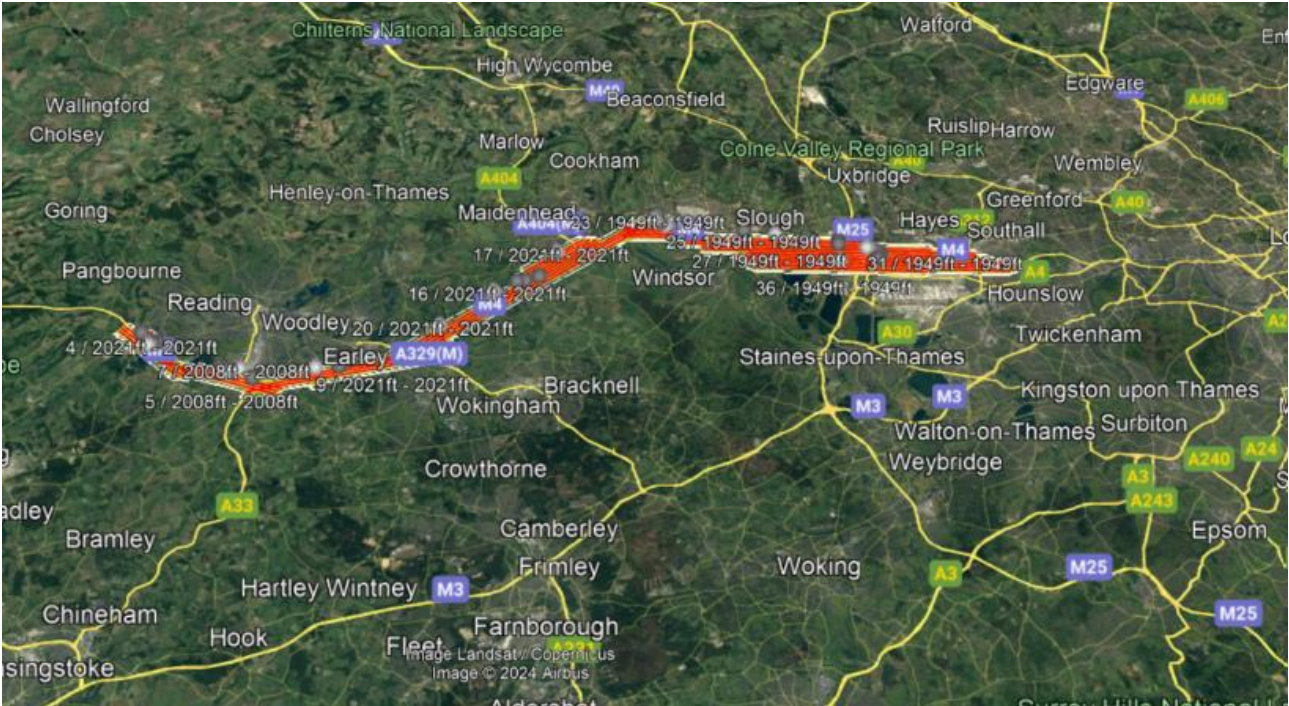 Watford
Chilterns National Landscape
High Wycombe
M40
Beaconsfield
Edgware
A406
Wallingford
Cholsey
Marlow
Cookham
Ruislip
Harrow
Colne Valley Regional Park
A40
Wembley
Uxbridge
A404
Henley-on-Thames
Greenford
A40
Goring
Maidenhead
A404(M)
23 / 1949ft - 1949ft
Slough
Hayes
Southall
M25
M4
25 / 1949ft - 1949ft
17 / 2021ft - 2021ft
27 / 1949ft - 1949ft
31 / 1949ft - 1949ft
A4
Pangbourne
Windsor
36 / 1949ft - 1949ft
16 / 2021ft - 2021ft
Hounslow
Reading
M4
Woodley
20 / 2021ft - 2021ft
A30
Twickenham
4 / 2021ft - 2021ft
Earley
A329(M)
Staines-upon-Thames
7 / 2008ft - 2008ft
9 / 2021ft - 2021ft
Bracknell
Kingston upon Thames
5 / 2008ft - 2008ft
Wokingham
M3
M3
Walton-on-Thames
Surbiton
Crowthorne
Weybridge
A240
A24
A3
A243
A33
Bramley
Camberley
Epsom
Frimley
Woking
A3
M25
Hartley Wintney
M3
Chineham
M25
Hook
Farnborough
Fleet
Image Landsat / Copernicus
Image © 2024 Airbus